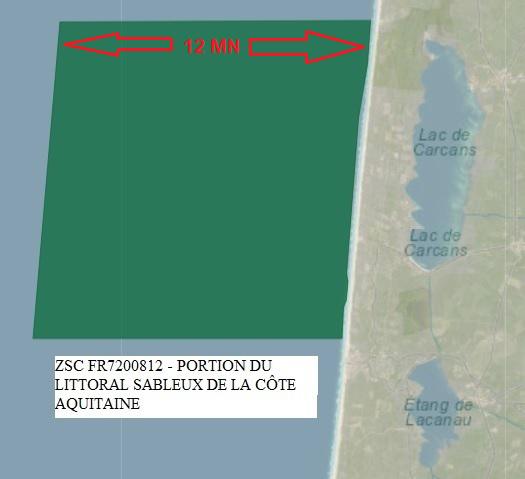 12 MN
Lac de
Carcans
Lac de
Carcans
ZSC FR7200812 - PORTION DU
LITTORAL SABLEUX DE LA CÔTE
AQUITAINE
Etang de
Lacanau